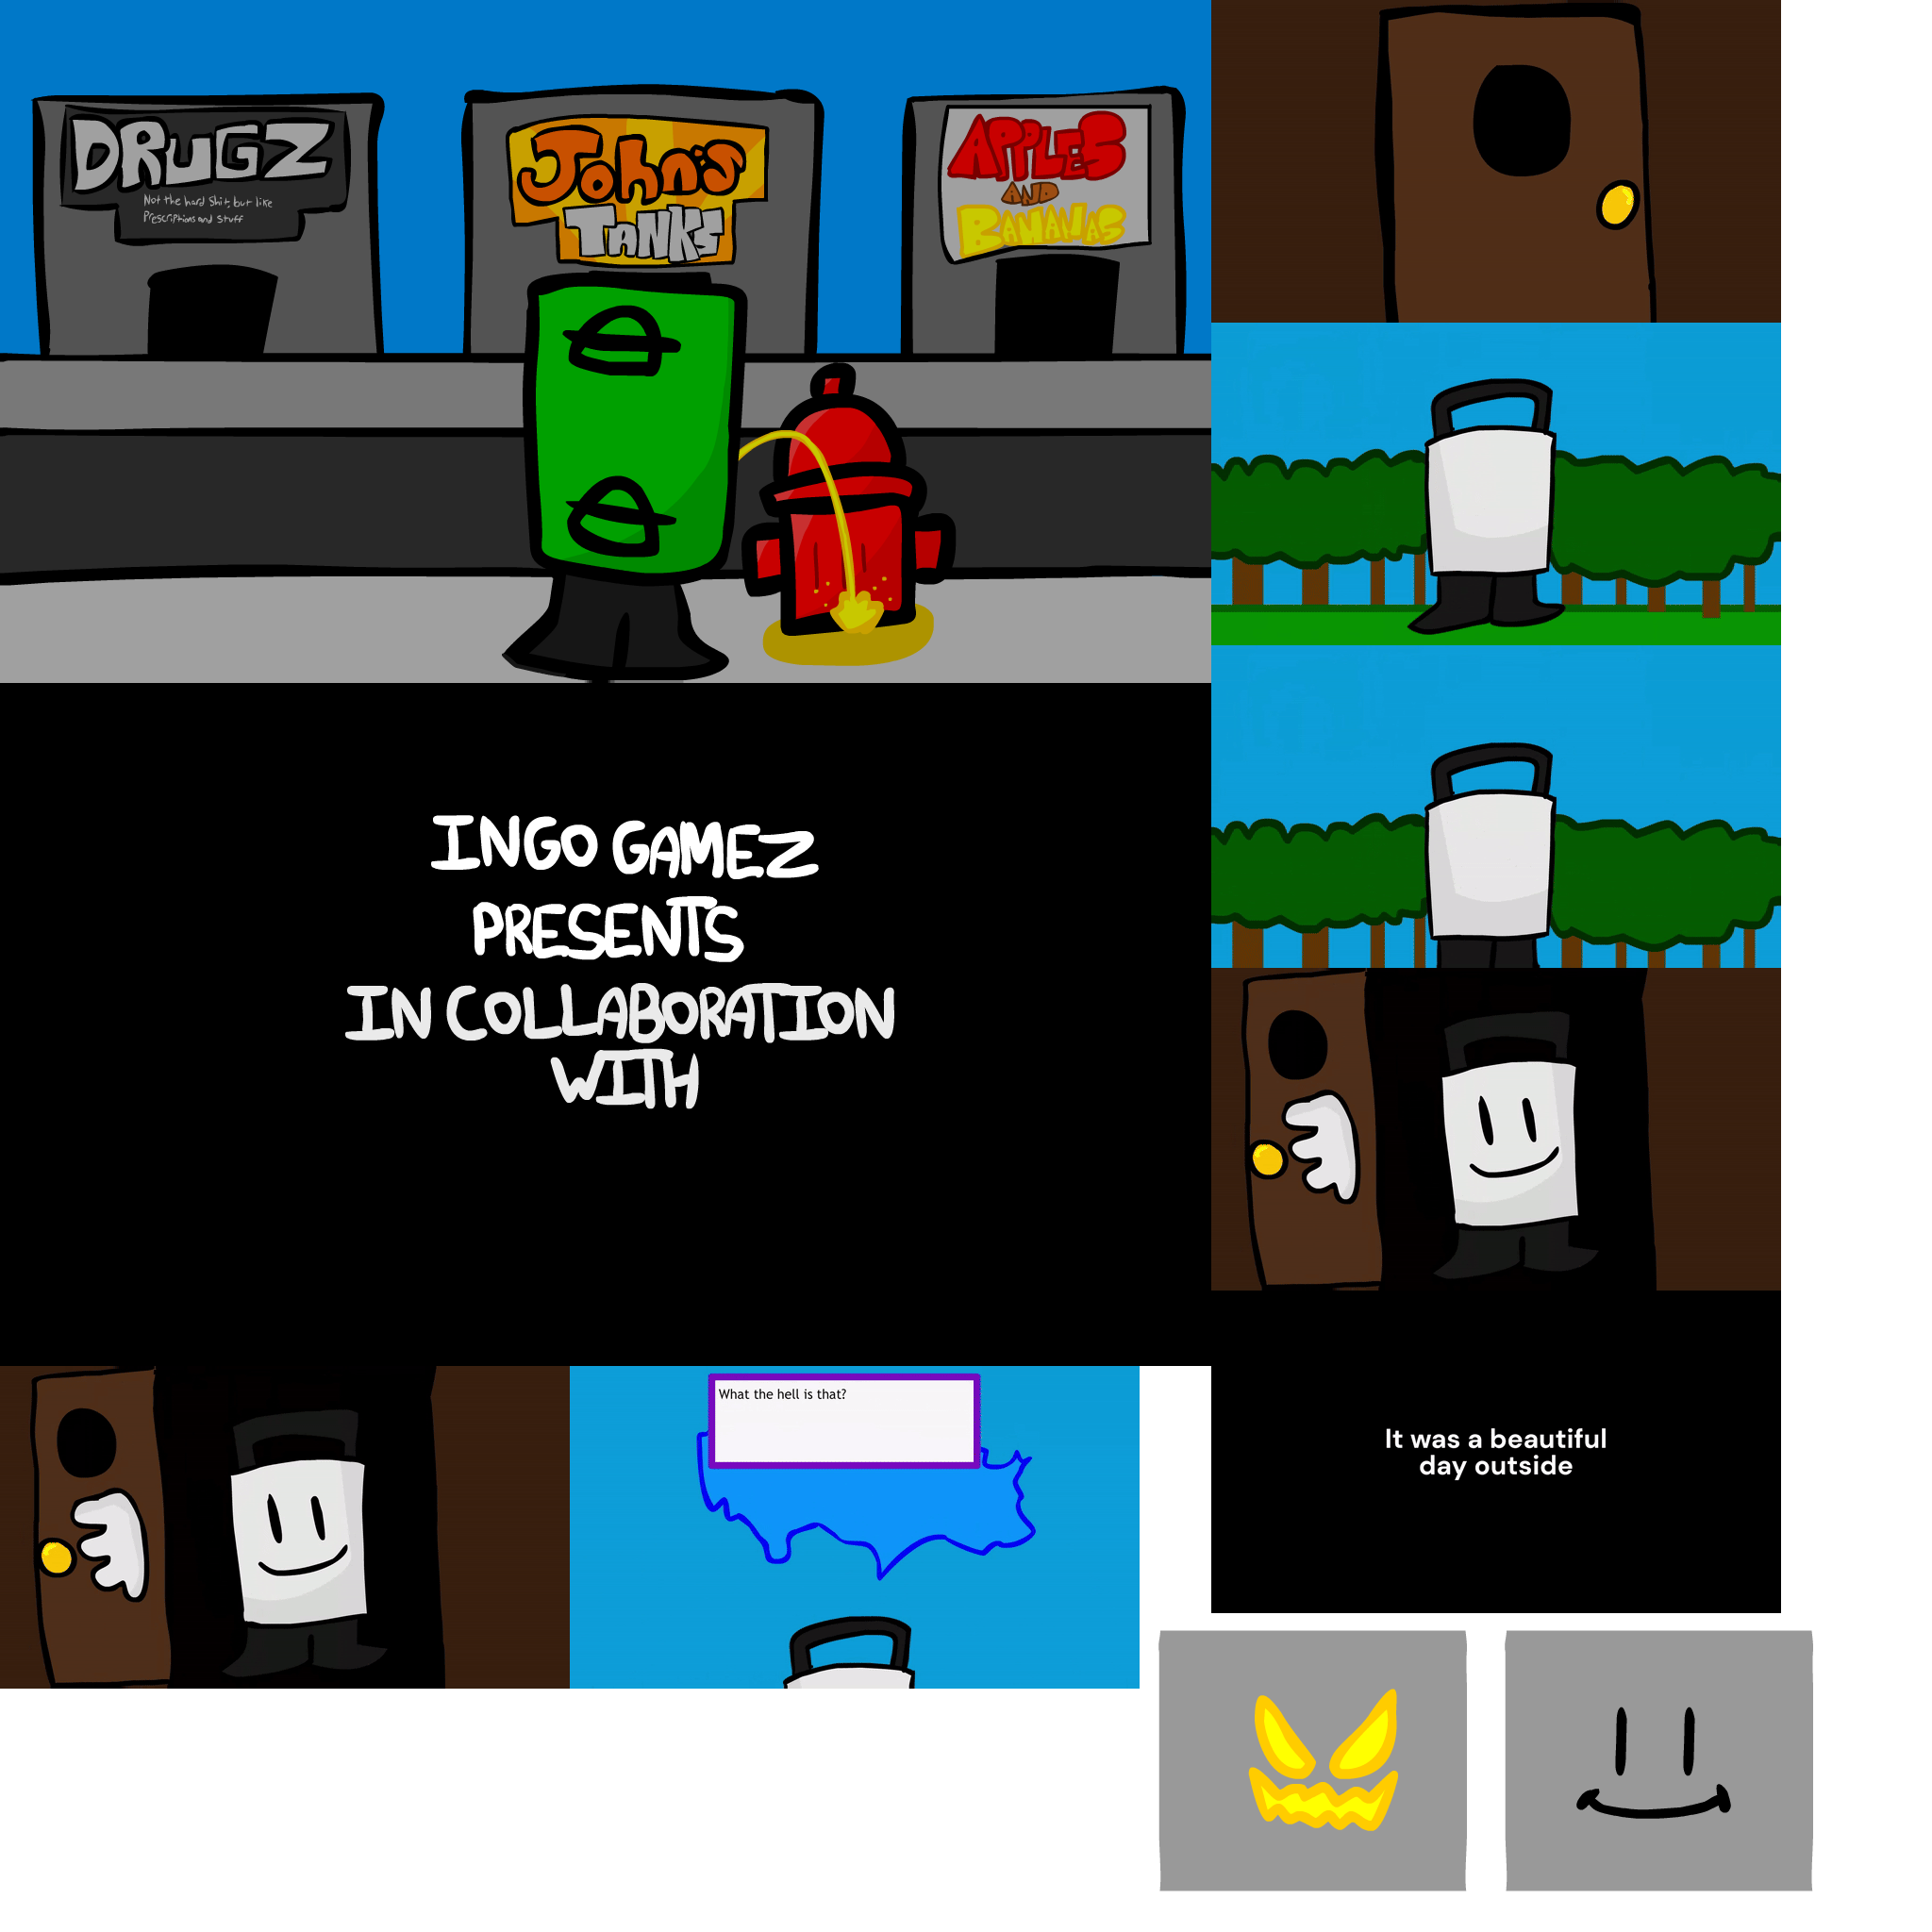 DRUGZ
Not the hard Shit, but like
Prescriptions and stuff
John's
Tanks
APPLES
AND
BANANAS
INGO GAMEZ
PRESENTS
IN COLLABORATION
WITH
What the hell is that?
It was a beautiful
day outside